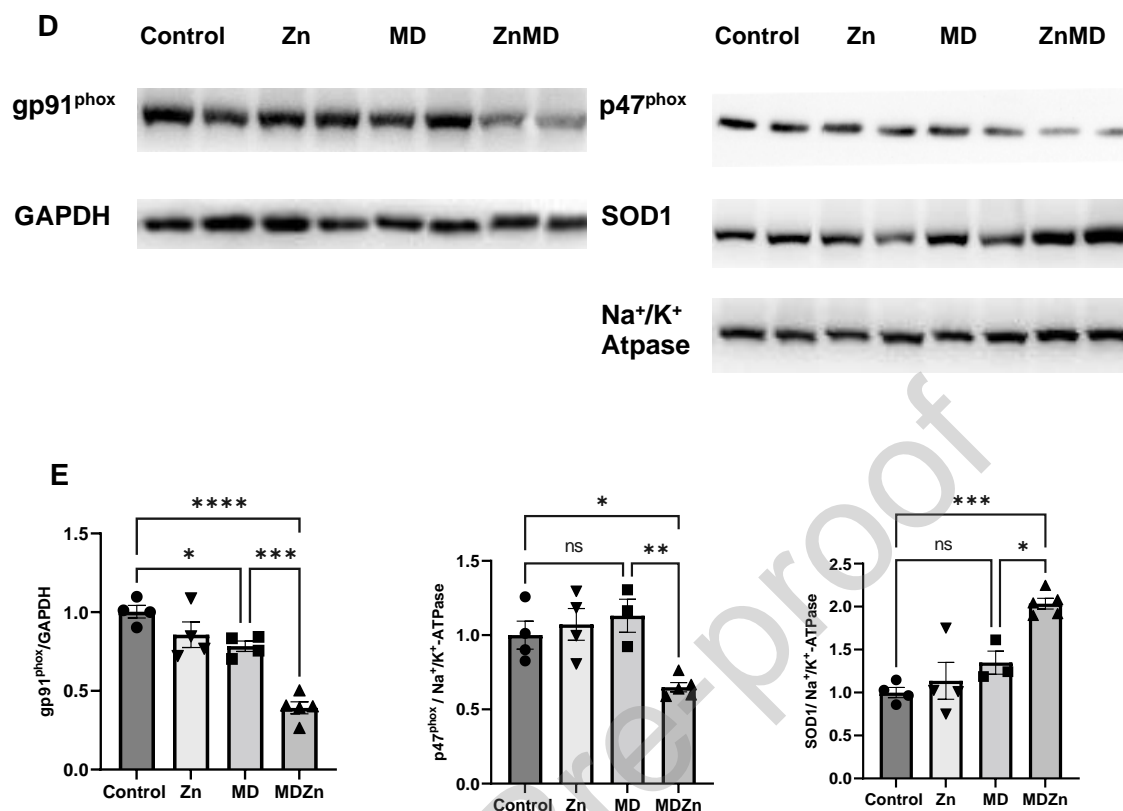 D
Control Zn MD ZnMD
Control Zn MD ZnMD
gp91phox
GAPDH
p47phox
SOD1
Na⁺/K⁺
Atpase
E
****
* ***
1.5
1.0
0.5
0.0
gp91phox/GAPDH
Control Zn MD MDZn
*
ns **
1.5
1.0
0.5
0.0
p47phox / Na⁺/K⁺-ATPase
Control Zn MD MDZn
***
ns *
2.5
2.0
1.5
1.0
0.5
0.0
SOD1/ Na⁺/K⁺-ATPase
Control Zn MD MDZn
re-proof